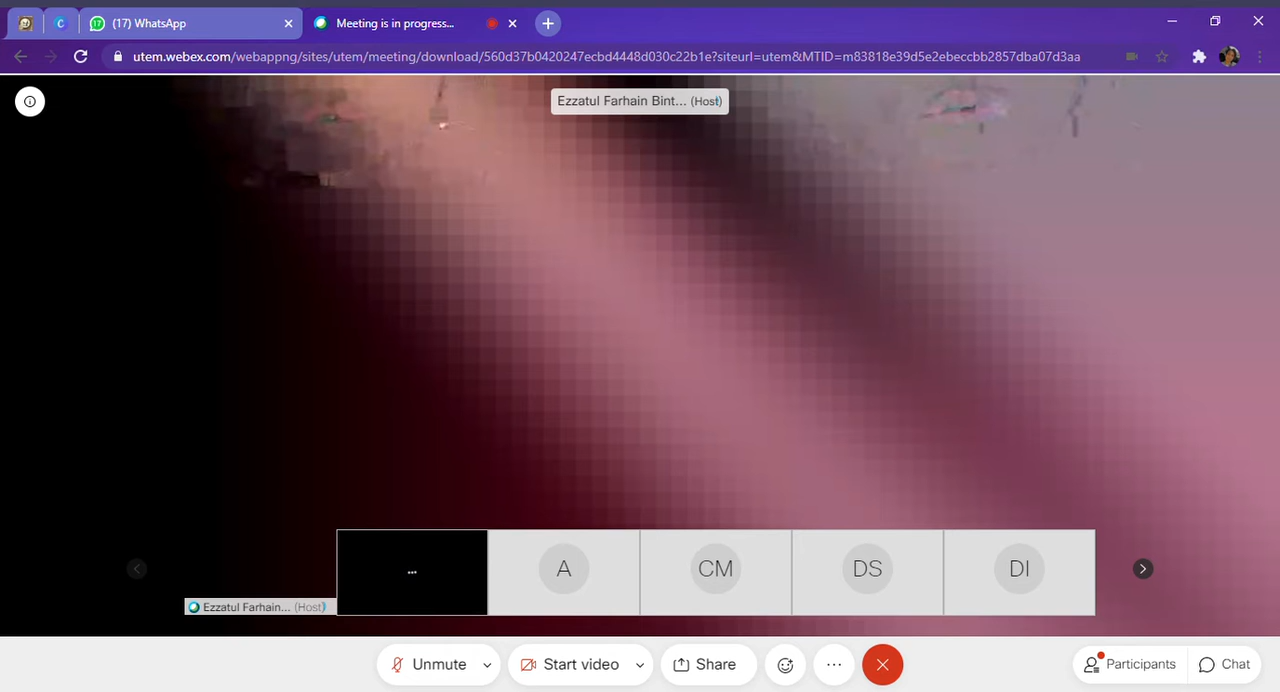 (17) WhatsApp
Meeting is in progress...
utem.webex.com/webappng/sites/utem/meeting/download/560d37b0420247ecbd4448d030c22b1e?siteurl=utem&MTID=m83818e39d5e2ebeccbb2857dba07d3aa
Ezzatul Farhain Bint... (Host)
...
A
CM
DS
DI
Ezzatul Farhain... (Host)
Unmute
Start video
Share
...
Participants
Chat